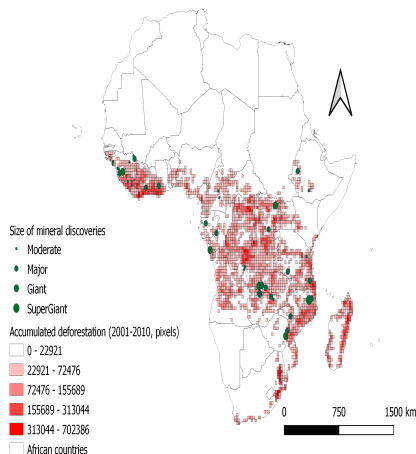 Size of mineral discoveries
Moderate
Major
Giant
SuperGiant
Accumulated deforestation (2001-2010, pixels)
0 - 22921
22921 - 72476
72476 - 155689
155689 - 313044
313044 - 702386
African countries
0 750 1500 km